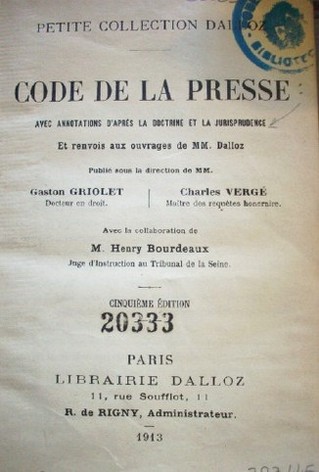 PETITE COLLECTION DALLOZ
BIBLIOTEC
CODE DE LA PRESSE
AVEC ANNOTATIONS D'APRÈS LA DOCTRINE ET LA JURISPRUDENCE
Et renvois aux ouvrages de MM. Dalloz
Publié sous la direction de MM.
Gaston GRIOLET
Docteur en droit.
Charles VERGÉ
Maître des requêtes honoraire.
Avec la collaboration de
M. Henry Bourdeaux
Juge d'Instruction au Tribunal de la Seine.
CINQUIÈME ÉDITION
20333
PARIS
LIBRAIRIE DALLOZ
11, rue Soufflot, 11
R. de RIGNY, Administrateur.
1913